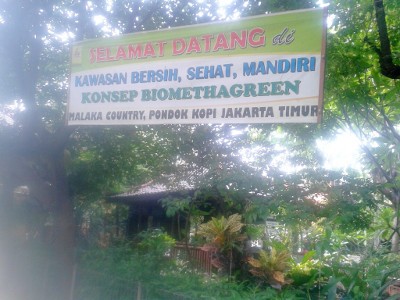 SELAMAT DATANG di
KAWASAN BERSIH, SEHAT, MANDIRI
KONSEP BIOMETHAGREEN
MALAKA COUNTRY, PONDOK KOPI JAKARTA TIMUR